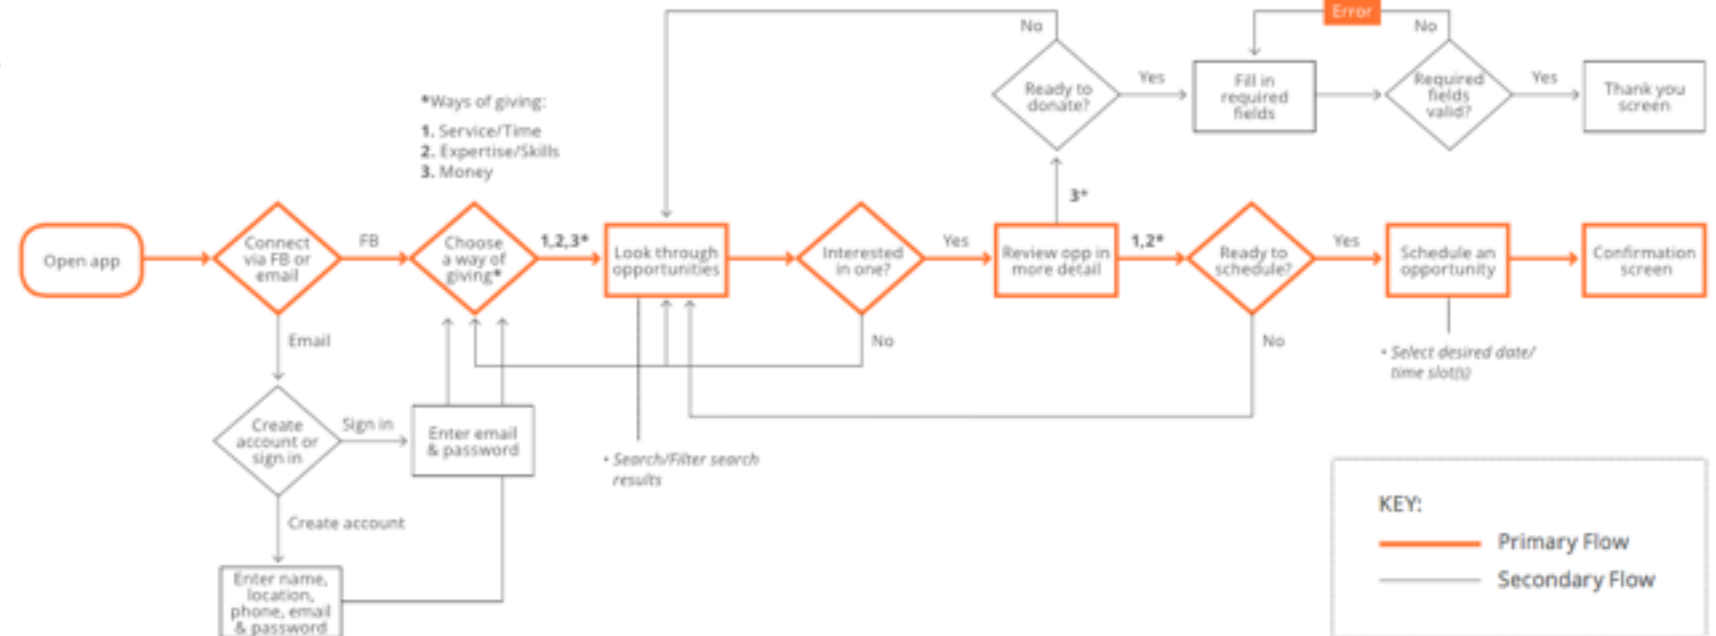 Error
No
No
Ready to
donate?
Yes
Fill in
required
fields
Required
fields
valid?
Yes
Thank you
screen
*Ways of giving:
1. Service/Time
2. Expertise/Skills
3. Money
3*
Open app
Connect
via FB or
email
FB
Choose
a way of
giving*
1,2,3*
Look through
opportunities
Interested
in one?
Yes
Review opp in
more detail
1,2*
Ready to
schedule?
Yes
Schedule an
opportunity
Confirmation
screen
Email
No
No
• Select desired date/
time slot(s)
Create
account or
sign in
Sign in
Enter email
& password
• Search/Filter search
results
Create account
Enter name,
location,
phone, email
& password
KEY:
Primary Flow
Secondary Flow